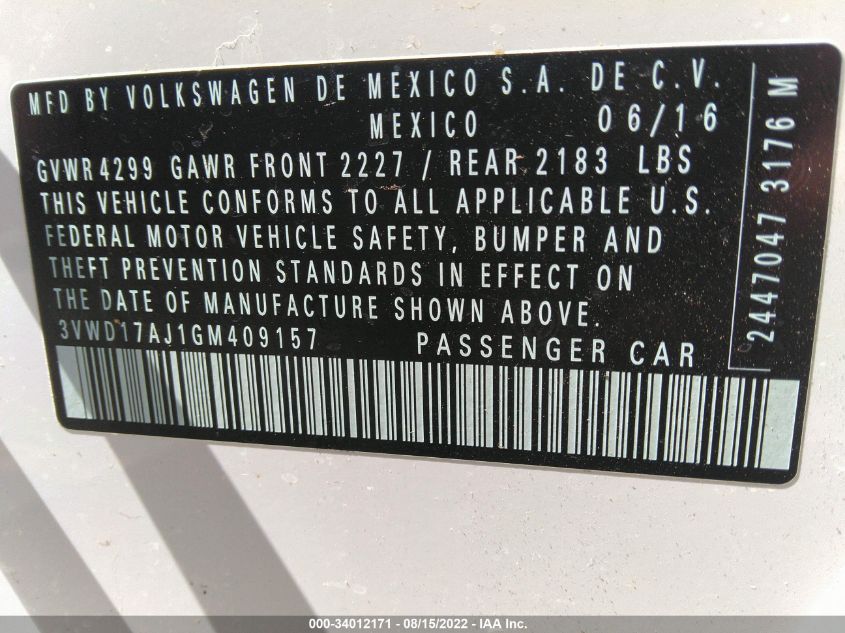 MFD BY VOLKSWAGEN DE MEXICO S.A. DE C.V.
MEXICO 06/16
GVWR 4299 GAWR FRONT 2227 / REAR 2183 LBS
THIS VEHICLE CONFORMS TO ALL APPLICABLE U.S.
FEDERAL MOTOR VEHICLE SAFETY, BUMPER AND
THEFT PREVENTION STANDARDS IN EFFECT ON
THE DATE OF MANUFACTURE SHOWN ABOVE.
3VWD17AJ1GM409157 PASSENGER CAR
2447047 3176 M
000-34012171 - 08/15/2022 - IAA Inc.